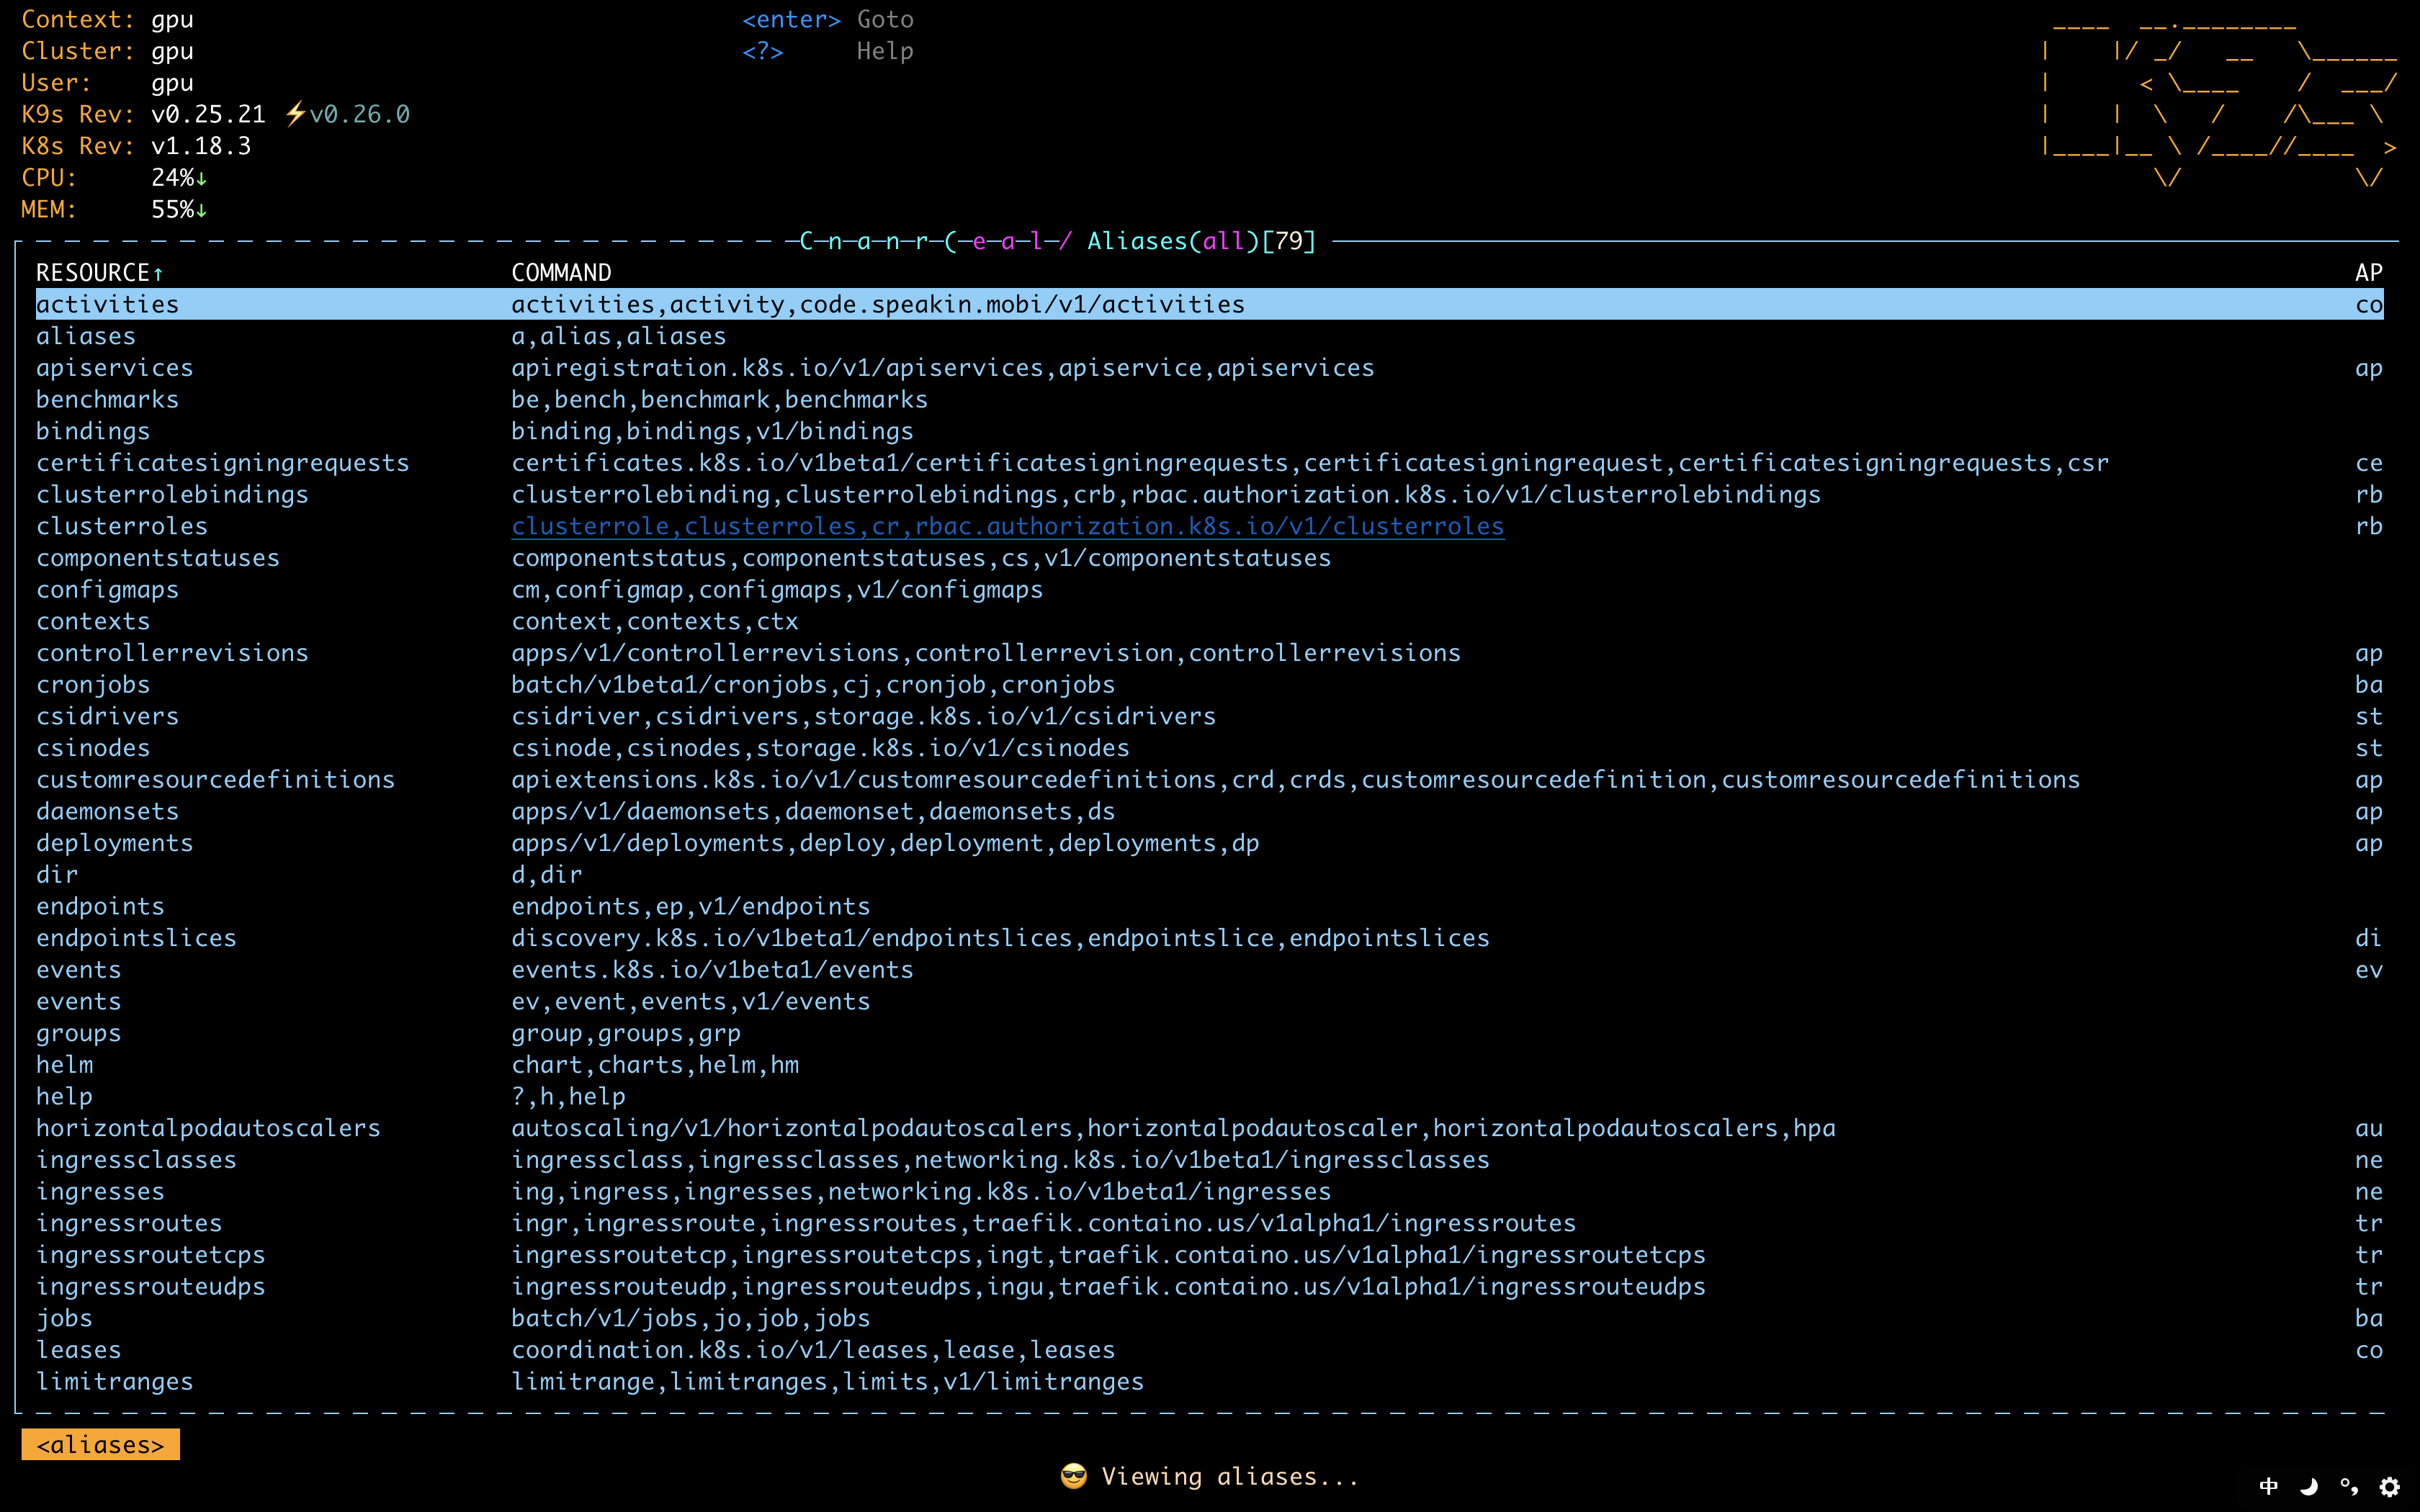 Context: gpu <enter> Goto
Cluster: gpu <?> Help
User: gpu
K9s Rev: v0.25.21 ⚡v0.26.0
K8s Rev: v1.18.3
CPU: 24%↓
MEM: 55%↓
C─n─a─n─r─(─e─a─l─/ Aliases(all)[79]
RESOURCE↑ COMMAND AP
activities activities,activity,code.speakin.mobi/v1/activities co
aliases a,alias,aliases
apiservices apiregistration.k8s.io/v1/apiservices,apiservice,apiservices ap
benchmarks be,bench,benchmark,benchmarks
bindings binding,bindings,v1/bindings
certificatesigningrequests certificates.k8s.io/v1beta1/certificatesigningrequests,certificatesigningrequest,certificatesigningrequests,csr ce
clusterrolebindings clusterrolebinding,clusterrolebindings,crb,rbac.authorization.k8s.io/v1/clusterrolebindings rb
clusterroles clusterrole,clusterroles,cr,rbac.authorization.k8s.io/v1/clusterroles rb
componentstatuses componentstatus,componentstatuses,cs,v1/componentstatuses
configmaps cm,configmap,configmaps,v1/configmaps
contexts context,contexts,ctx
controllerrevisions apps/v1/controllerrevisions,controllerrevision,controllerrevisions ap
cronjobs batch/v1beta1/cronjobs,cj,cronjob,cronjobs ba
csidrivers csidriver,csidrivers,storage.k8s.io/v1/csidrivers st
csinodes csinode,csinodes,storage.k8s.io/v1/csinodes st
customresourcedefinitions apiextensions.k8s.io/v1/customresourcedefinitions,crd,crds,customresourcedefinition,customresourcedefinitions ap
daemonsets apps/v1/daemonsets,daemonset,daemonsets,ds ap
deployments apps/v1/deployments,deploy,deployment,deployments,dp ap
dir d,dir
endpoints endpoints,ep,v1/endpoints
endpointslices discovery.k8s.io/v1beta1/endpointslices,endpointslice,endpointslices di
events events.k8s.io/v1beta1/events ev
events ev,event,events,v1/events
groups group,groups,grp
helm chart,charts,helm,hm
help ?,h,help
horizontalpodautoscalers autoscaling/v1/horizontalpodautoscalers,horizontalpodautoscaler,horizontalpodautoscalers,hpa au
ingressclasses ingressclass,ingressclasses,networking.k8s.io/v1beta1/ingressclasses ne
ingresses ing,ingress,ingresses,networking.k8s.io/v1beta1/ingresses ne
ingressroutes ingr,ingressroute,ingressroutes,traefik.containo.us/v1alpha1/ingressroutes tr
ingressroutetcps ingressroutetcp,ingressroutetcps,ingt,traefik.containo.us/v1alpha1/ingressroutetcps tr
ingressrouteudps ingressrouteudp,ingressrouteudps,ingu,traefik.containo.us/v1alpha1/ingressrouteudps tr
jobs batch/v1/jobs,jo,job,jobs ba
leases coordination.k8s.io/v1/leases,lease,leases co
limitranges limitrange,limitranges,limits,v1/limitranges
<aliases>
😎 Viewing aliases...
中